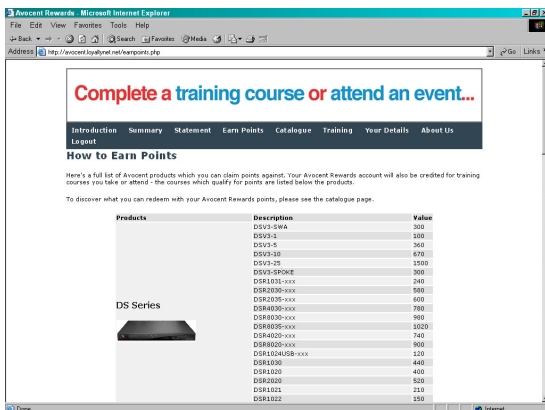 Avocent Rewards - Microsoft Internet Explorer
File Edit View Favorites Tools Help
Back Search Favorites Media
Address http://avocent.loyaltynet.net/earnpoints.php Go Links
Complete a training course or attend an event...
Introduction Summary Statement Earn Points Catalogue Training Your Details About Us
Logout
How to Earn Points
Here's a full list of Avocent products which you can claim points against. Your Avocent Rewards account will also be credited for training
courses you take or attend - the courses which qualify for points are listed below the products.
To discover what you can redeem with your Avocent Rewards points, please see the catalogue page.
Products Description Value
DSV3-SWA 300
DSV3-1 100
DSV3-5 360
DSV3-10 670
DSV3-25 1500
DSV3-SPOKE 300
DSR1031-xxx 240
DSR2030-xxx 580
DSR2035-xxx 600
DS Series
DSR4030-xxx 780
DSR8030-xxx 980
DSR8035-xxx 1020
DSR4020-xxx 740
DSR8020-xxx 900
DSR1024USB-xxx 120
DSR1030 440
DSR1020 400
DSR2020 520
DSR1021 210
DSR1022 150
Done Internet